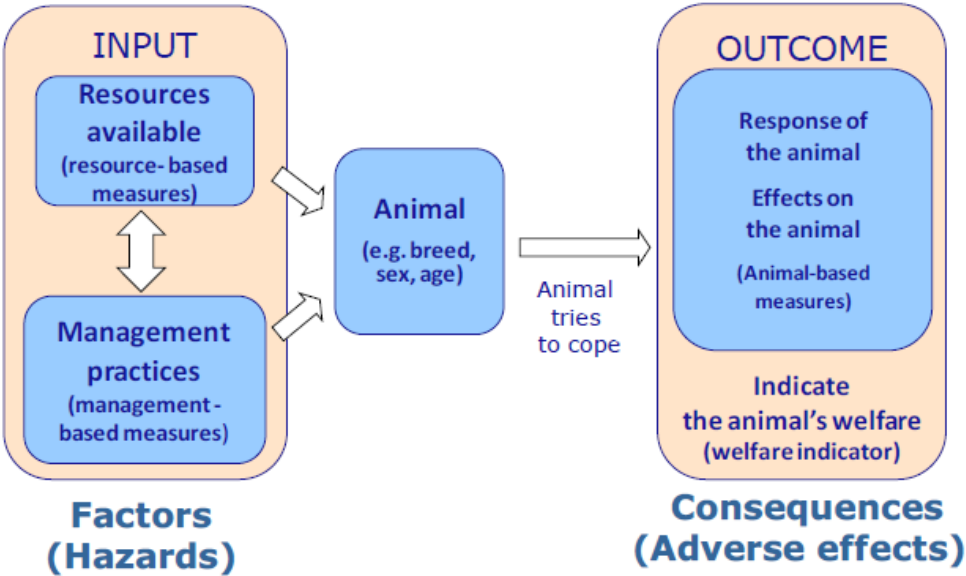 INPUT
Resources
available
(resource- based
measures)
Management
practices
(management -
based measures)
Factors
(Hazards)
Animal
(e.g. breed,
sex, age)
Animal
tries
to cope
OUTCOME
Response of
the animal
Effects on
the animal
(Animal-based
measures)
Indicate
the animal's welfare
(welfare indicator)
Consequences
(Adverse effects)